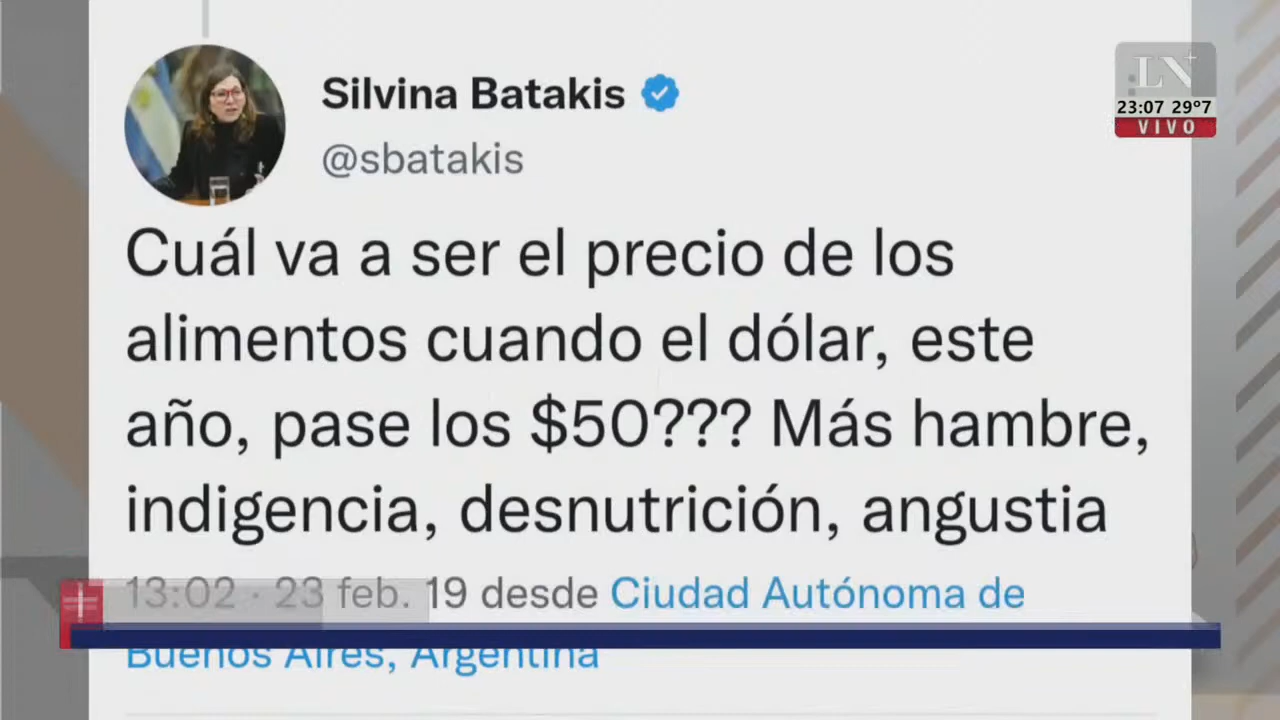 Silvina Batakis
@sbatakis
LN+
23:07 29º7
VIVO
Cuál va a ser el precio de los
alimentos cuando el dólar, este
año, pase los $50??? Más hambre,
indigencia, desnutrición, angustia
13:02 · 23 feb. 19 desde Ciudad Autónoma de
Buenos Aires, Argentina